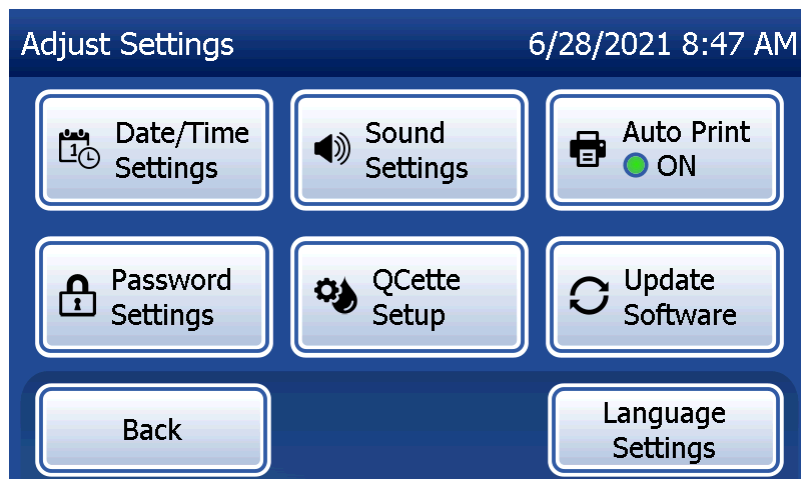 Adjust Settings 6/28/2021 8:47 AM
Date/Time
Settings
Sound
Settings
Auto Print
ON
Password
Settings
QCette
Setup
Update
Software
Back
Language
Settings